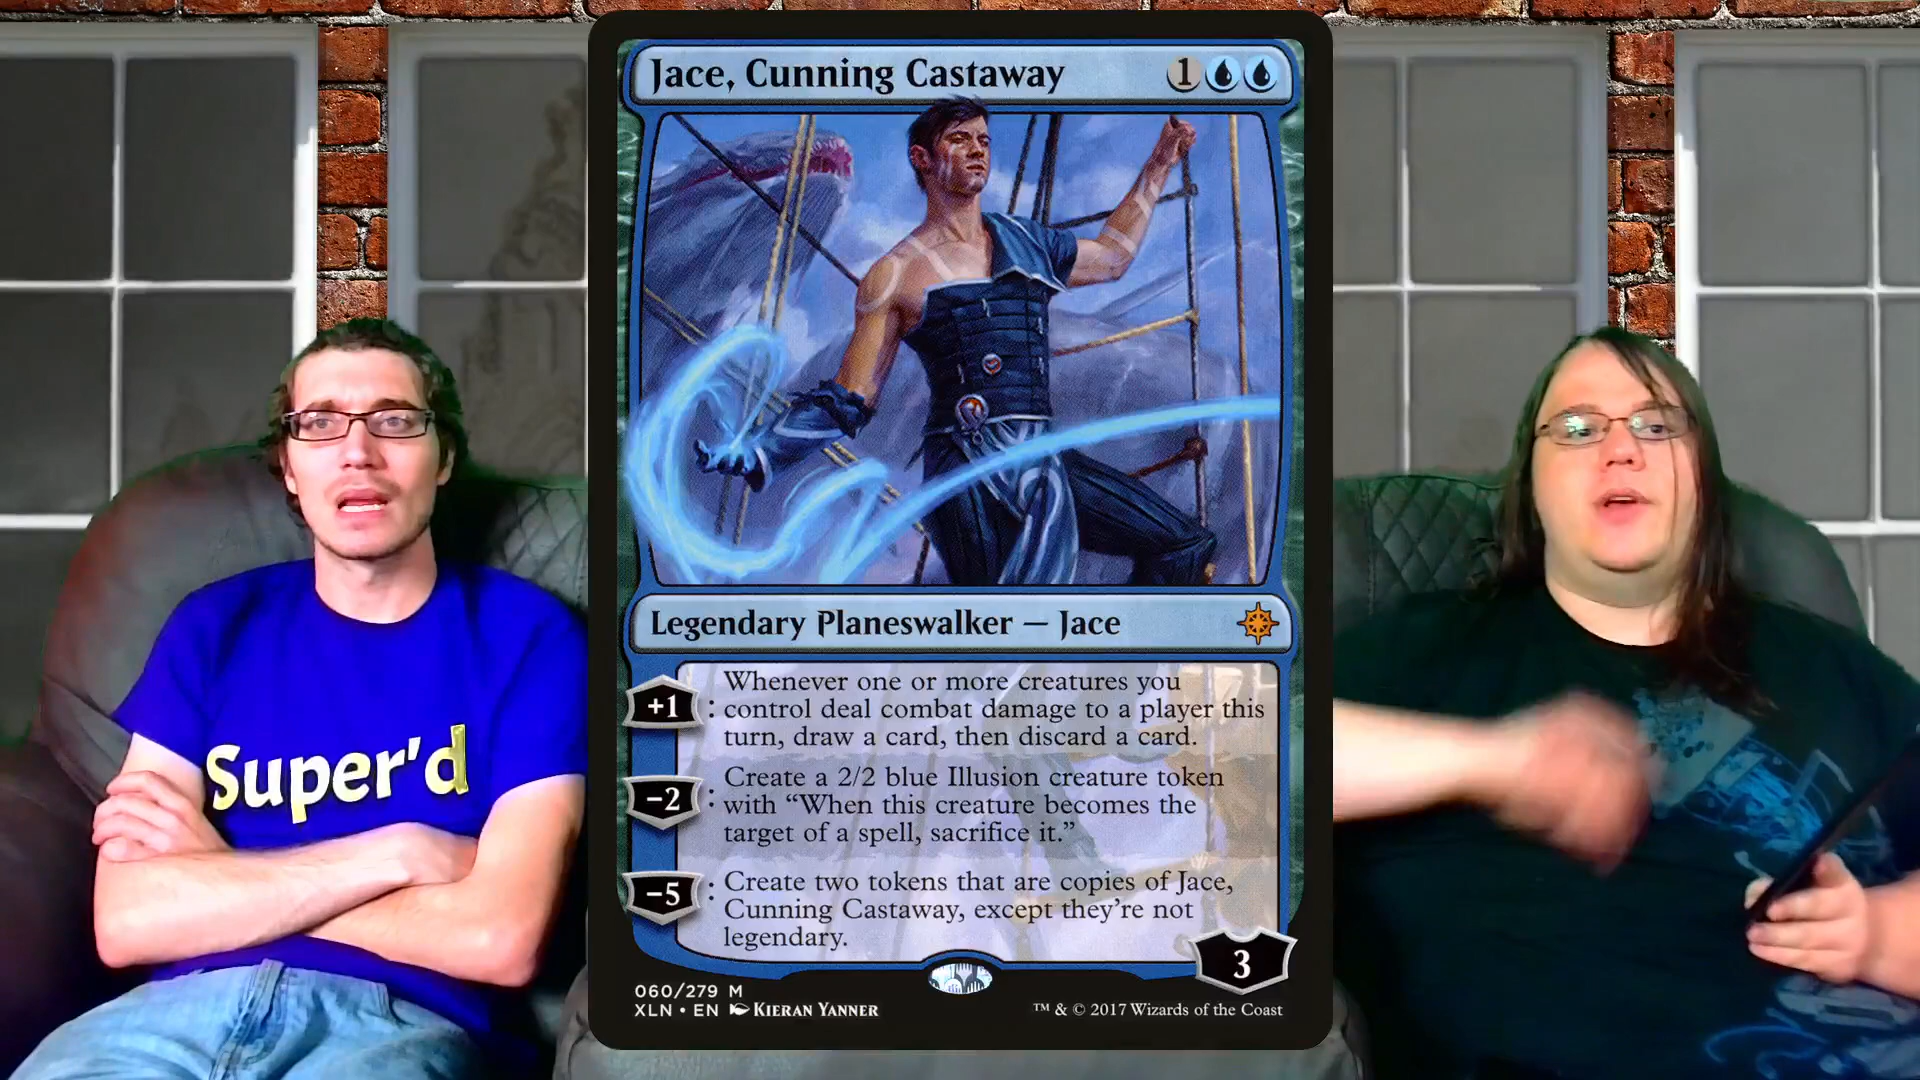 Jace, Cunning Castaway 1
Legendary Planeswalker — Jace
+1: Whenever one or more creatures you
control deal combat damage to a player this
turn, draw a card, then discard a card.
-2: Create a 2/2 blue Illusion creature token
with “When this creature becomes the
target of a spell, sacrifice it.”
-5: Create two tokens that are copies of Jace,
Cunning Castaway, except they’re not
legendary.
3
060/279 M
XLN • EN Kieran Yanner
™ & © 2017 Wizards of the Coast
Super’d